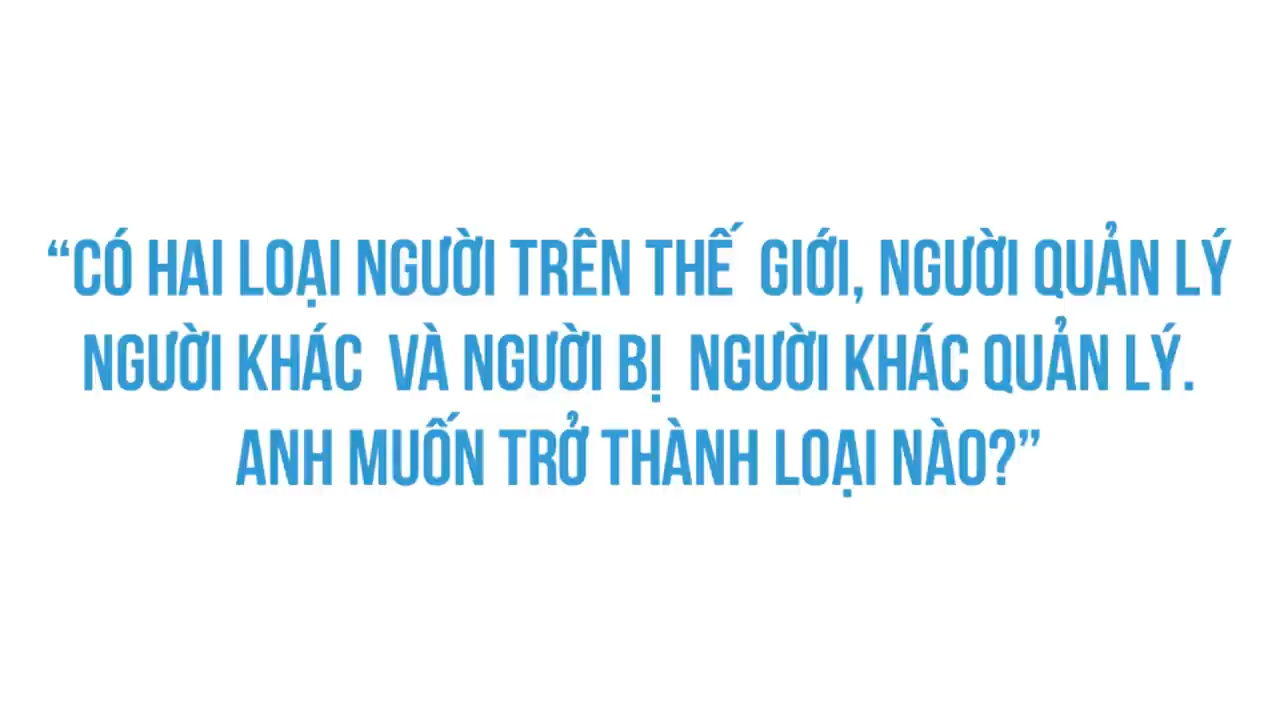 “CÓ HAI LOẠI NGƯỜI TRÊN THẾ GIỚI, NGƯỜI QUẢN LÝ
NGƯỜI KHÁC VÀ NGƯỜI BỊ NGƯỜI KHÁC QUẢN LÝ.
ANH MUỐN TRỞ THÀNH LOẠI NÀO?”